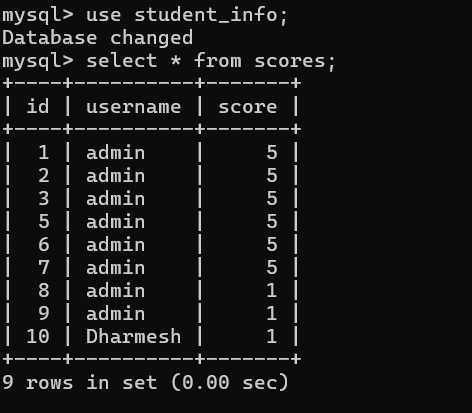 mysql> use student_info;
Database changed
mysql> select * from scores;
+----+----------+-------+
| id | username | score |
+----+----------+-------+
|  1 | admin    |     5 |
|  2 | admin    |     5 |
|  3 | admin    |     5 |
|  5 | admin    |     5 |
|  6 | admin    |     5 |
|  7 | admin    |     5 |
|  8 | admin    |     1 |
|  9 | admin    |     1 |
| 10 | Dharmesh |     1 |
+----+----------+-------+
9 rows in set (0.00 sec)